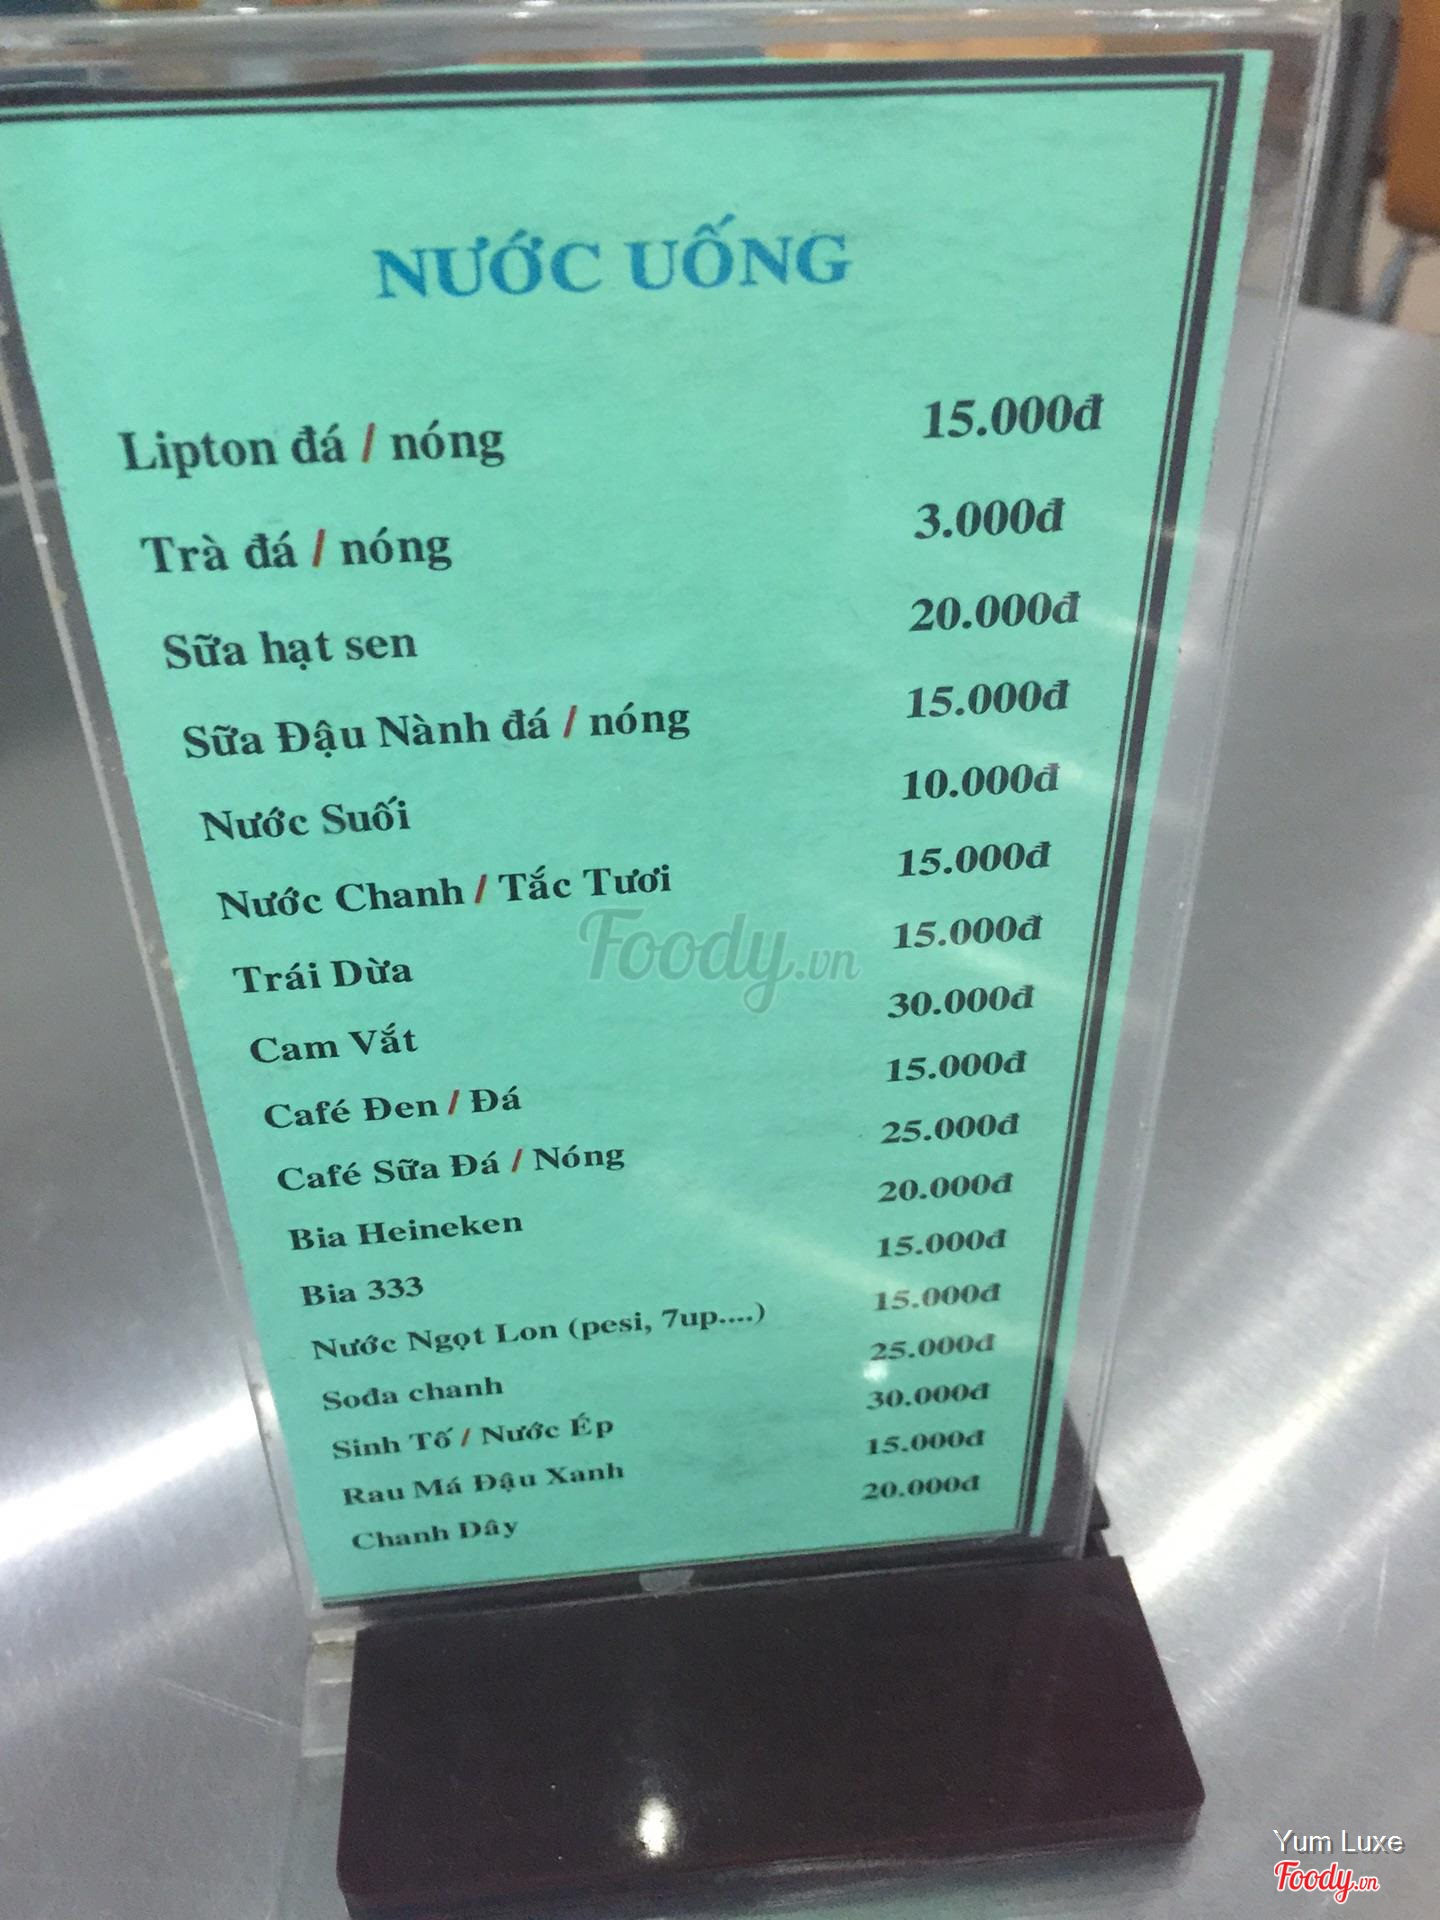 NƯỚC UỐNG
Lipton đá / nóng 15.000đ
Trà đá / nóng 3.000đ
Sữa hạt sen 20.000đ
Sữa Đậu Nành đá / nóng 15.000đ
Nước Suối 10.000đ
Nước Chanh / Tắc Tươi 15.000đ
Trái Dừa 15.000đ
Cam Vắt 30.000đ
Café Đen / Đá 15.000đ
Café Sữa Đá / Nóng 25.000đ
Bia Heineken 20.000đ
Bia 333 15.000đ
Nước Ngọt Lon (pesi, 7up....) 15.000đ
Sođa chanh 25.000đ
Sinh Tố / Nước Ép 30.000đ
Rau Má Đậu Xanh 15.000đ
Chanh Dây 20.000đ
Foody.vn
Yum Luxe
Foody.vn